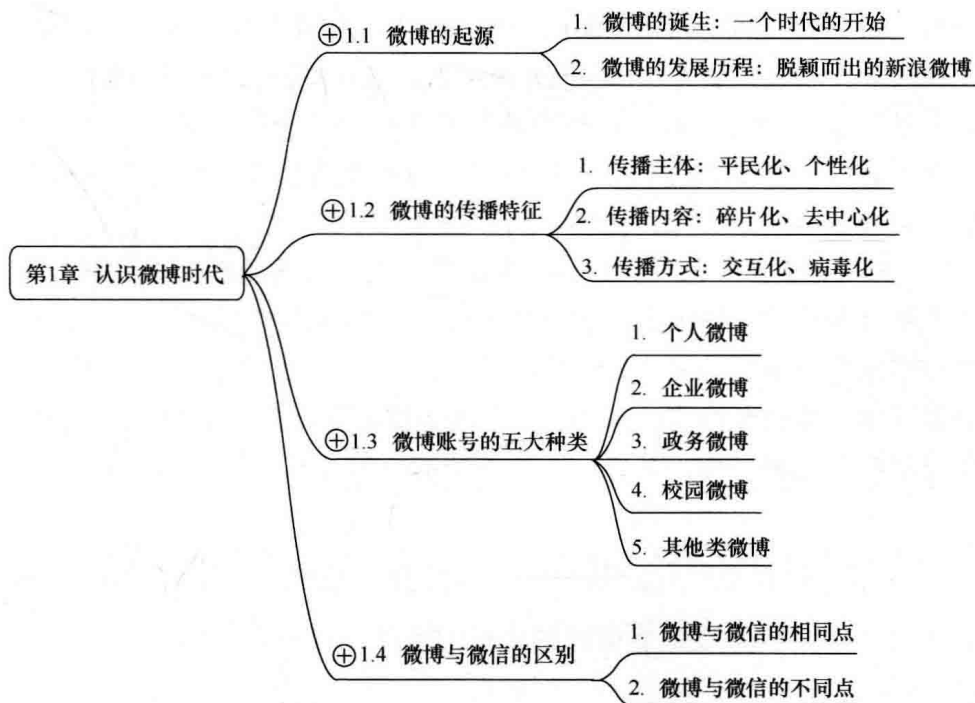 第1章 认识微博时代
⊕1.1 微博的起源
1. 微博的诞生：一个时代的开始
2. 微博的发展历程：脱颖而出的新浪微博
⊕1.2 微博的传播特征
1. 传播主体：平民化、个性化
2. 传播内容：碎片化、去中心化
3. 传播方式：交互化、病毒化
⊕1.3 微博账号的五大种类
1. 个人微博
2. 企业微博
3. 政务微博
4. 校园微博
5. 其他类微博
⊕1.4 微博与微信的区别
1. 微博与微信的相同点
2. 微博与微信的不同点